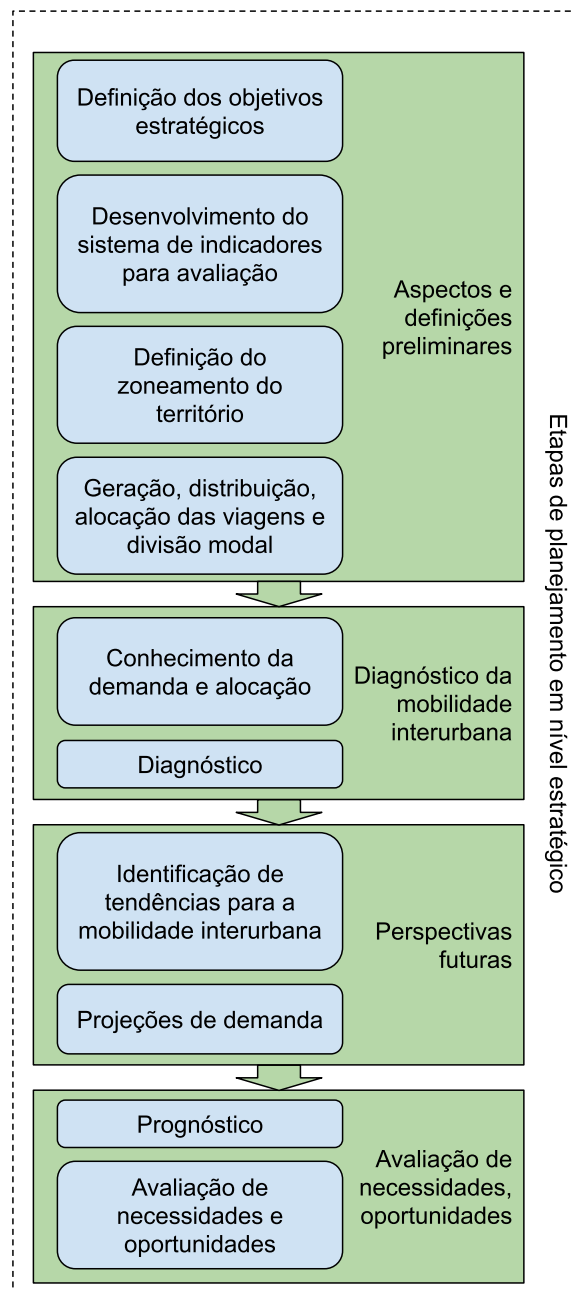 Definição dos objetivos
estratégicos
Desenvolvimento do
sistema de indicadores
para avaliação
Definição do
zoneamento do
território
Geração, distribuição,
alocação das viagens e
divisão modal
Aspectos e
definições
preliminares
Conhecimento da
demanda e alocação
Diagnóstico
Diagnóstico da
mobilidade
interurbana
Identificação de
tendências para a
mobilidade interurbana
Projeções de demanda
Perspectivas
futuras
Prognóstico
Avaliação de
necessidades e
oportunidades
Avaliação de
necessidades,
oportunidades
Etapas de planejamento em nível estratégico